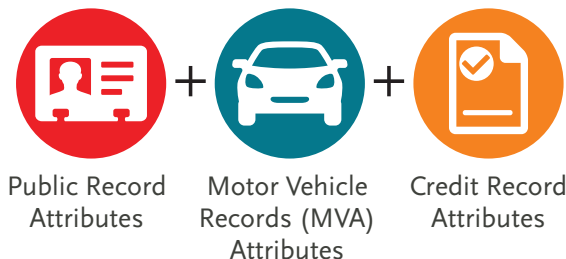 +
+
Public Record
Attributes
Motor Vehicle
Records (MVA)
Attributes
Credit Record
Attributes